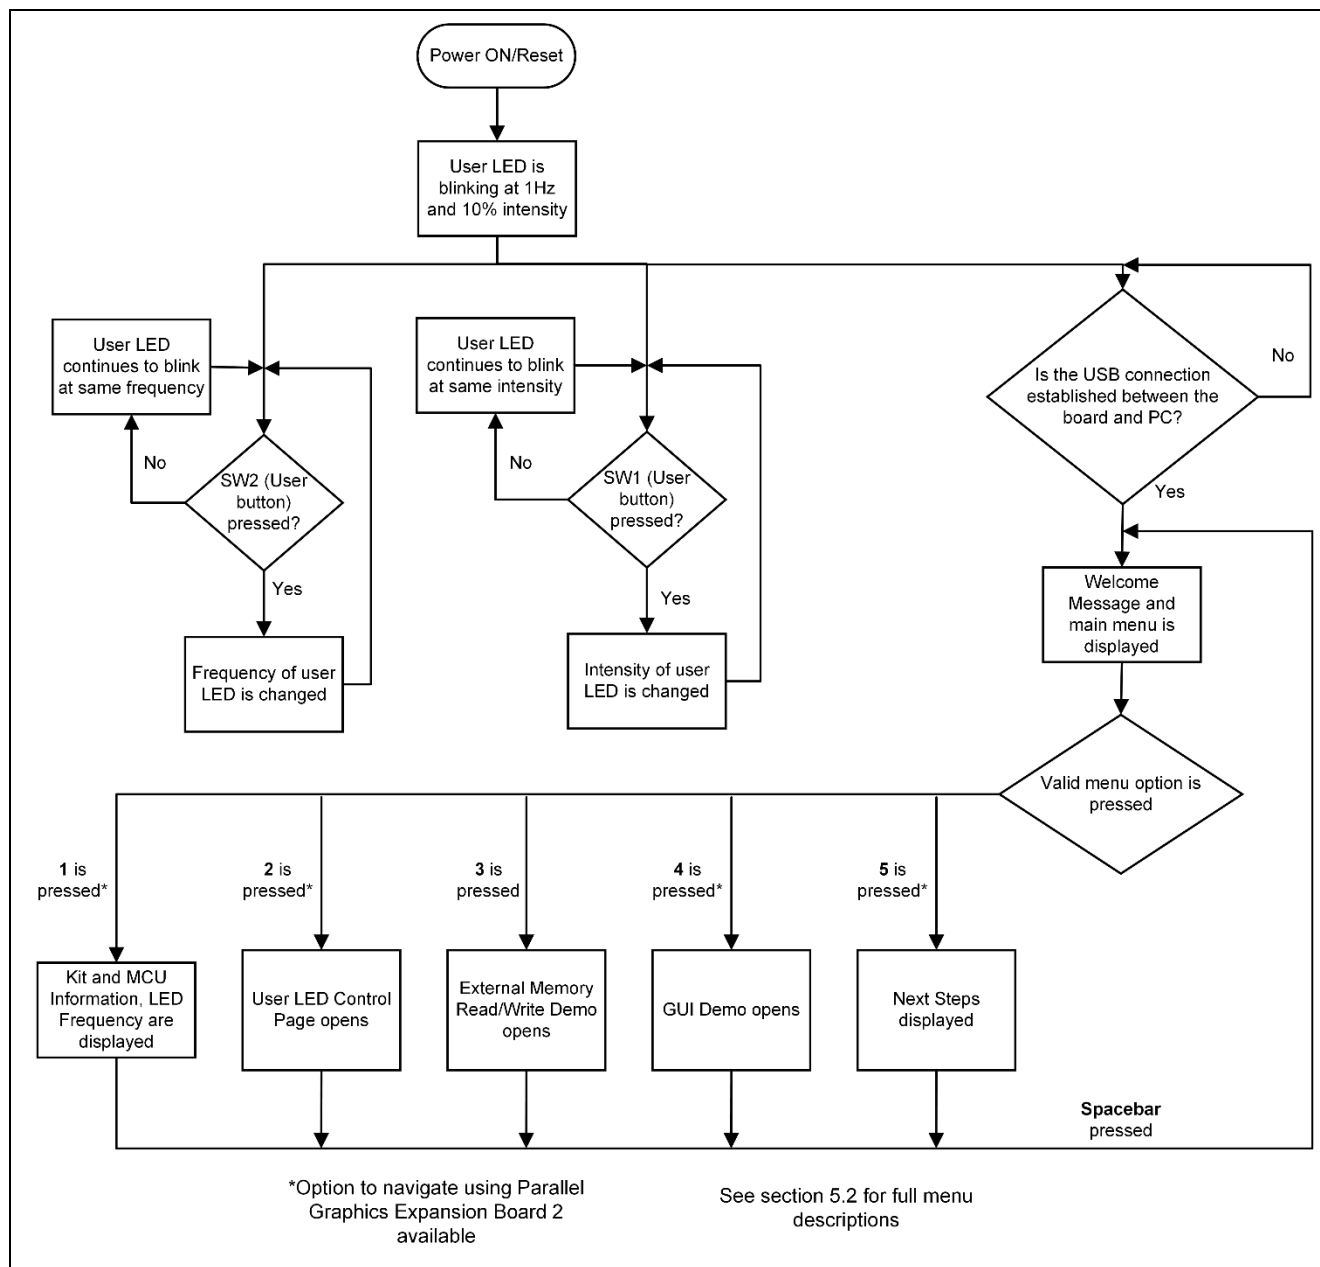 Power ON/Reset
User LED is
blinking at 1Hz
and 10% intensity
User LED
continues to blink
at same frequency
User LED
continues to blink
at same intensity
No
Is the USB connection
established between the
board and PC?
No
SW2 (User
button)
pressed?
No
SW1 (User
button)
pressed?
Yes
Yes
Yes
Welcome
Message and
main menu is
displayed
Frequency of user
LED is changed
Intensity of user
LED is changed
Valid menu option is
pressed
1 is
pressed*
2 is
pressed*
3 is
pressed
4 is
pressed*
5 is
pressed*
Kit and MCU
Information, LED
Frequency are
displayed
User LED Control
Page opens
External Memory
Read/Write Demo
opens
GUI Demo opens
Next Steps
displayed
Spacebar
pressed
*Option to navigate using Parallel
Graphics Expansion Board 2
available
See section 5.2 for full menu
descriptions